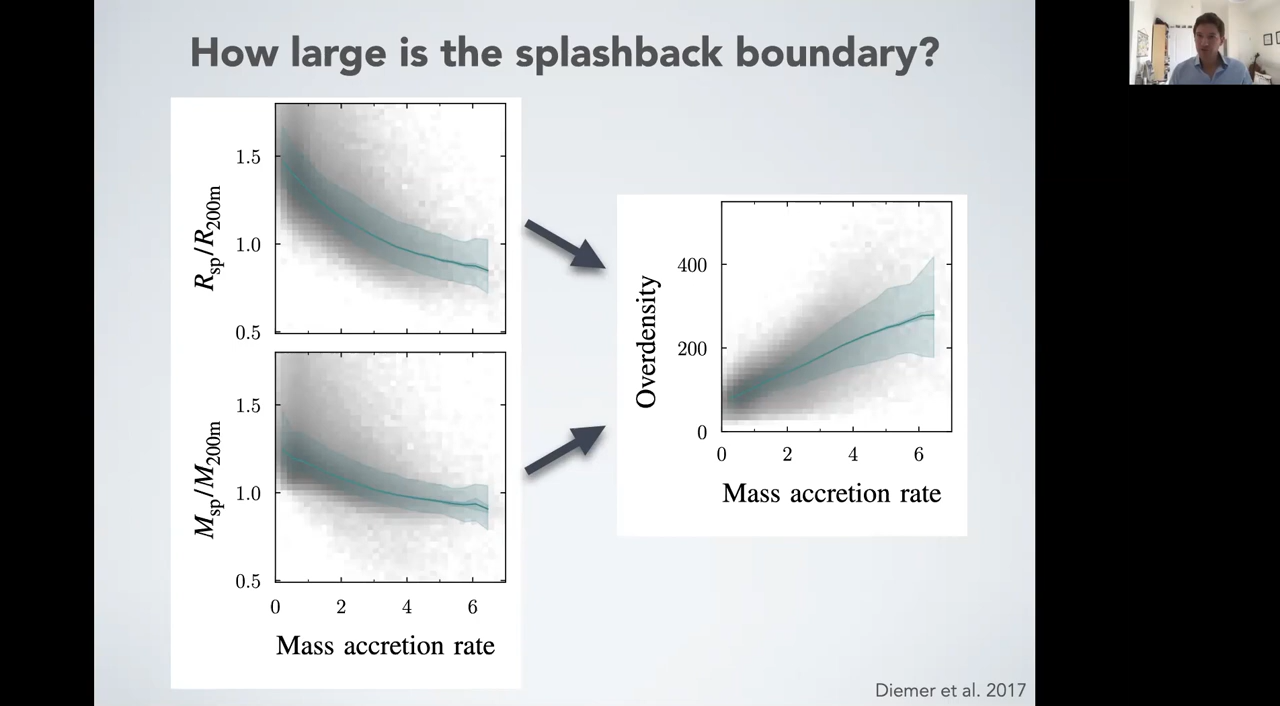 How large is the splashback boundary?
1.5
1.0
0.5
R_sp/R_200m
1.5
1.0
0.5
M_sp/M_200m
0 2 4 6
Mass accretion rate
400
200
0
Overdensity
0 2 4 6
Mass accretion rate
Diemer et al. 2017